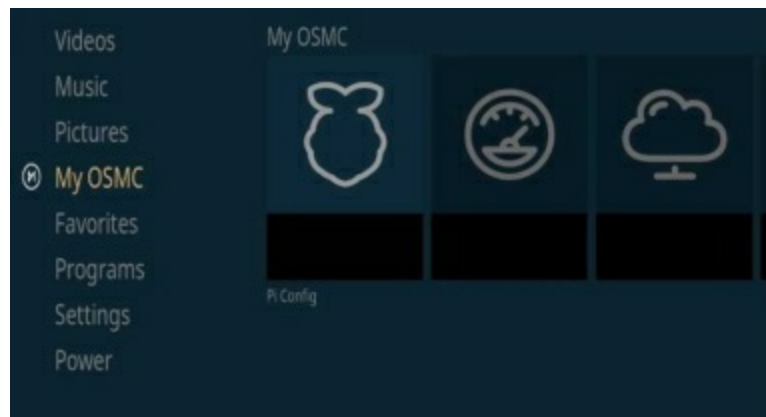 Videos
Music
Pictures
My OSMC
Favorites
Programs
Settings
Power
My OSMC
Pi Config